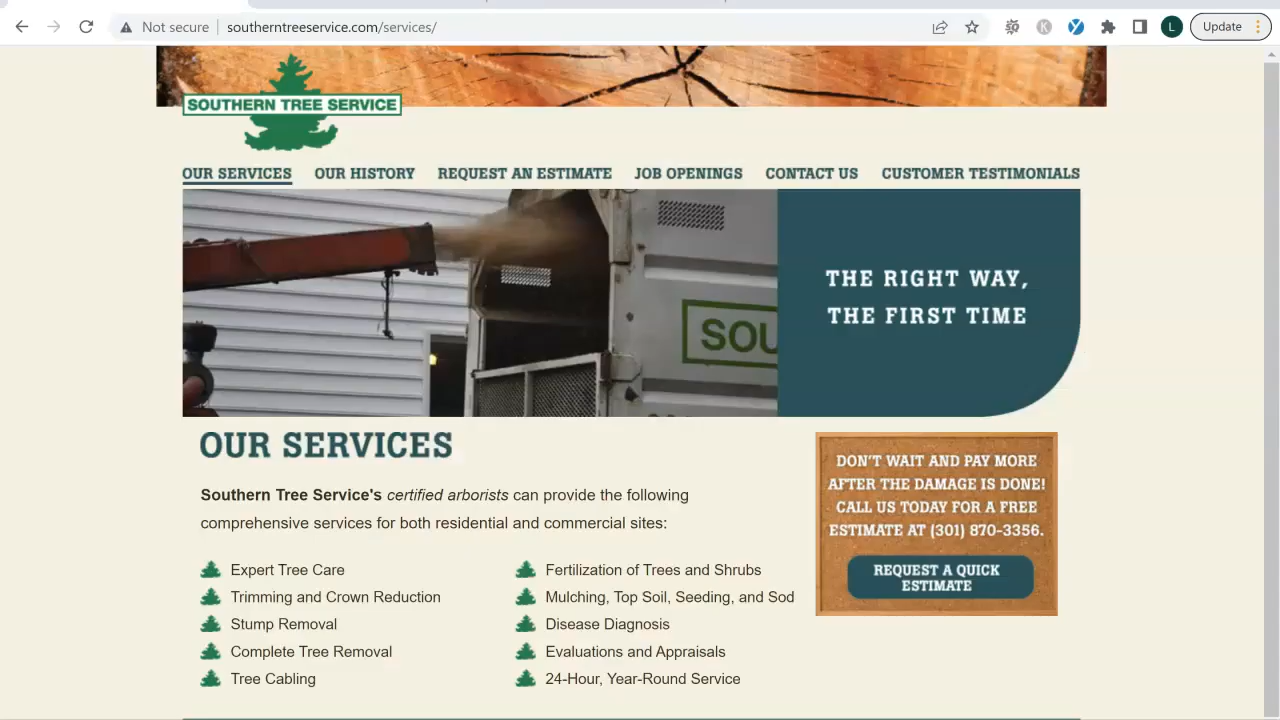 Not secure
southerntreeservice.com/services/
K
L
Update
SOUTHERN TREE SERVICE
OUR SERVICES
OUR HISTORY
REQUEST AN ESTIMATE
JOB OPENINGS
CONTACT US
CUSTOMER TESTIMONIALS
SOU
THE RIGHT WAY,
THE FIRST TIME
OUR SERVICES
Southern Tree Service's certified arborists can provide the following
comprehensive services for both residential and commercial sites:
Expert Tree Care
Trimming and Crown Reduction
Stump Removal
Complete Tree Removal
Tree Cabling
Fertilization of Trees and Shrubs
Mulching, Top Soil, Seeding, and Sod
Disease Diagnosis
Evaluations and Appraisals
24-Hour, Year-Round Service
DON'T WAIT AND PAY MORE
AFTER THE DAMAGE IS DONE!
CALL US TODAY FOR A FREE
ESTIMATE AT (301) 870-3356.
REQUEST A QUICK
ESTIMATE